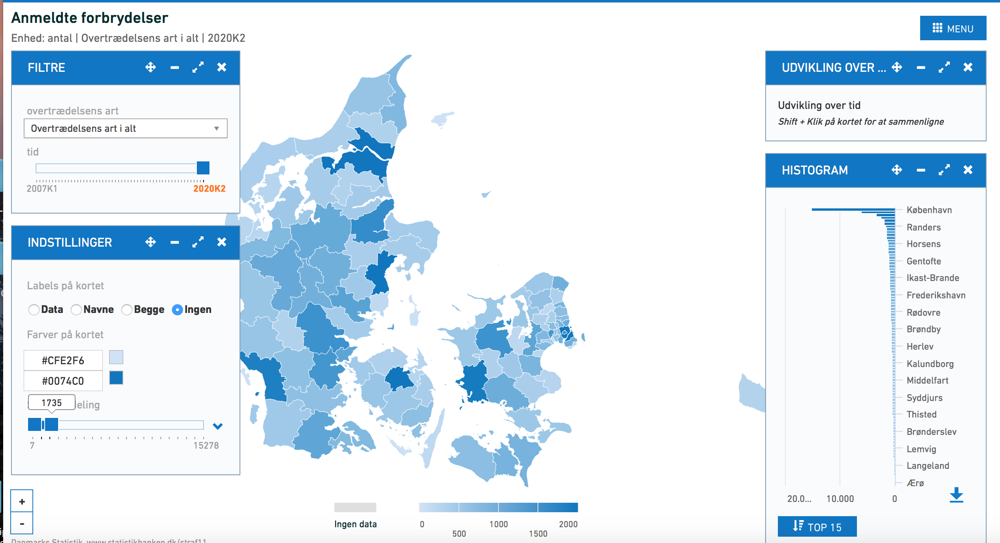 Anmeldte forbrydelser
Enhed: antal | Overtrædelsens art i alt | 2020K2
MENU
FILTRE
overtrædelsens art
Overtrædelsens art i alt
tid
2007K1
2020K2
INDSTILLINGER
Labels på kortet
Data
Navne
Begge
Ingen
Farver på kortet
#CFE2F6
#0074C0
1735
7
15278
+
-
Danmarks Statistik, www.statistikbanken.dk/straf11
Ingen data
0
500
1000
1500
2000
UDVIKLING OVER ...
Udvikling over tid
Shift + Klik på kortet for at sammenligne
HISTOGRAM
København
Randers
Horsens
Gentofte
Ikast-Brande
Frederikshavn
Rødovre
Brøndby
Herlev
Kalundborg
Middelfart
Syddjurs
Thisted
Brønderslev
Lemvig
Langeland
Ærø
20.0...
10.000
0
TOP 15